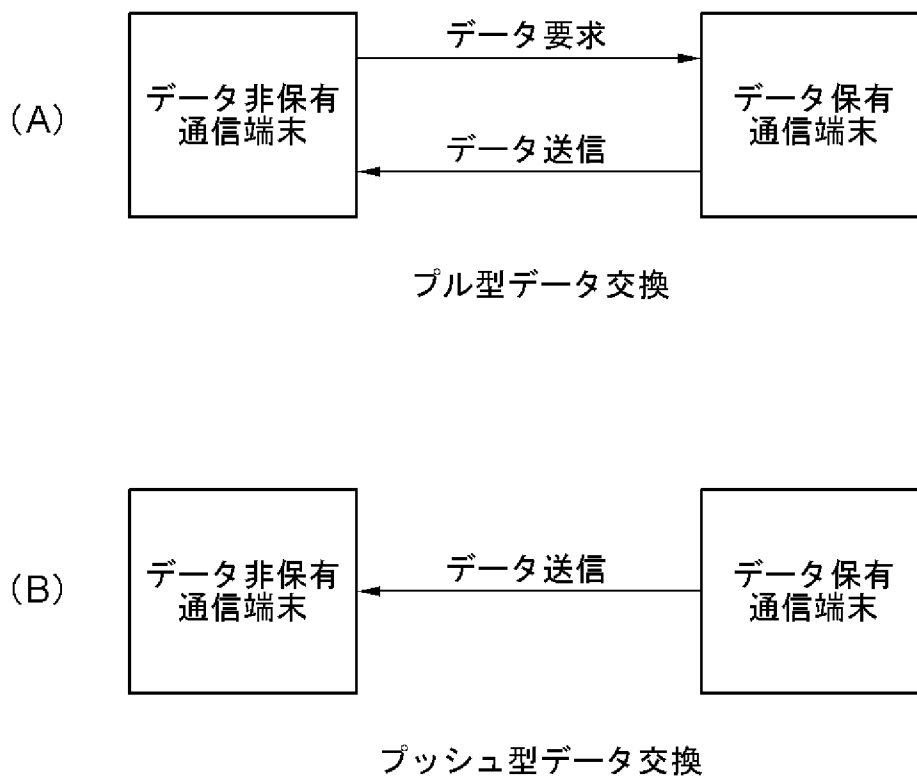 データ要求
(A)
データ非保有
通信端末
データ保有
通信端末
データ送信
プル型データ交換
(B)
データ非保有
通信端末
データ送信
データ保有
通信端末
プッシュ型データ交換